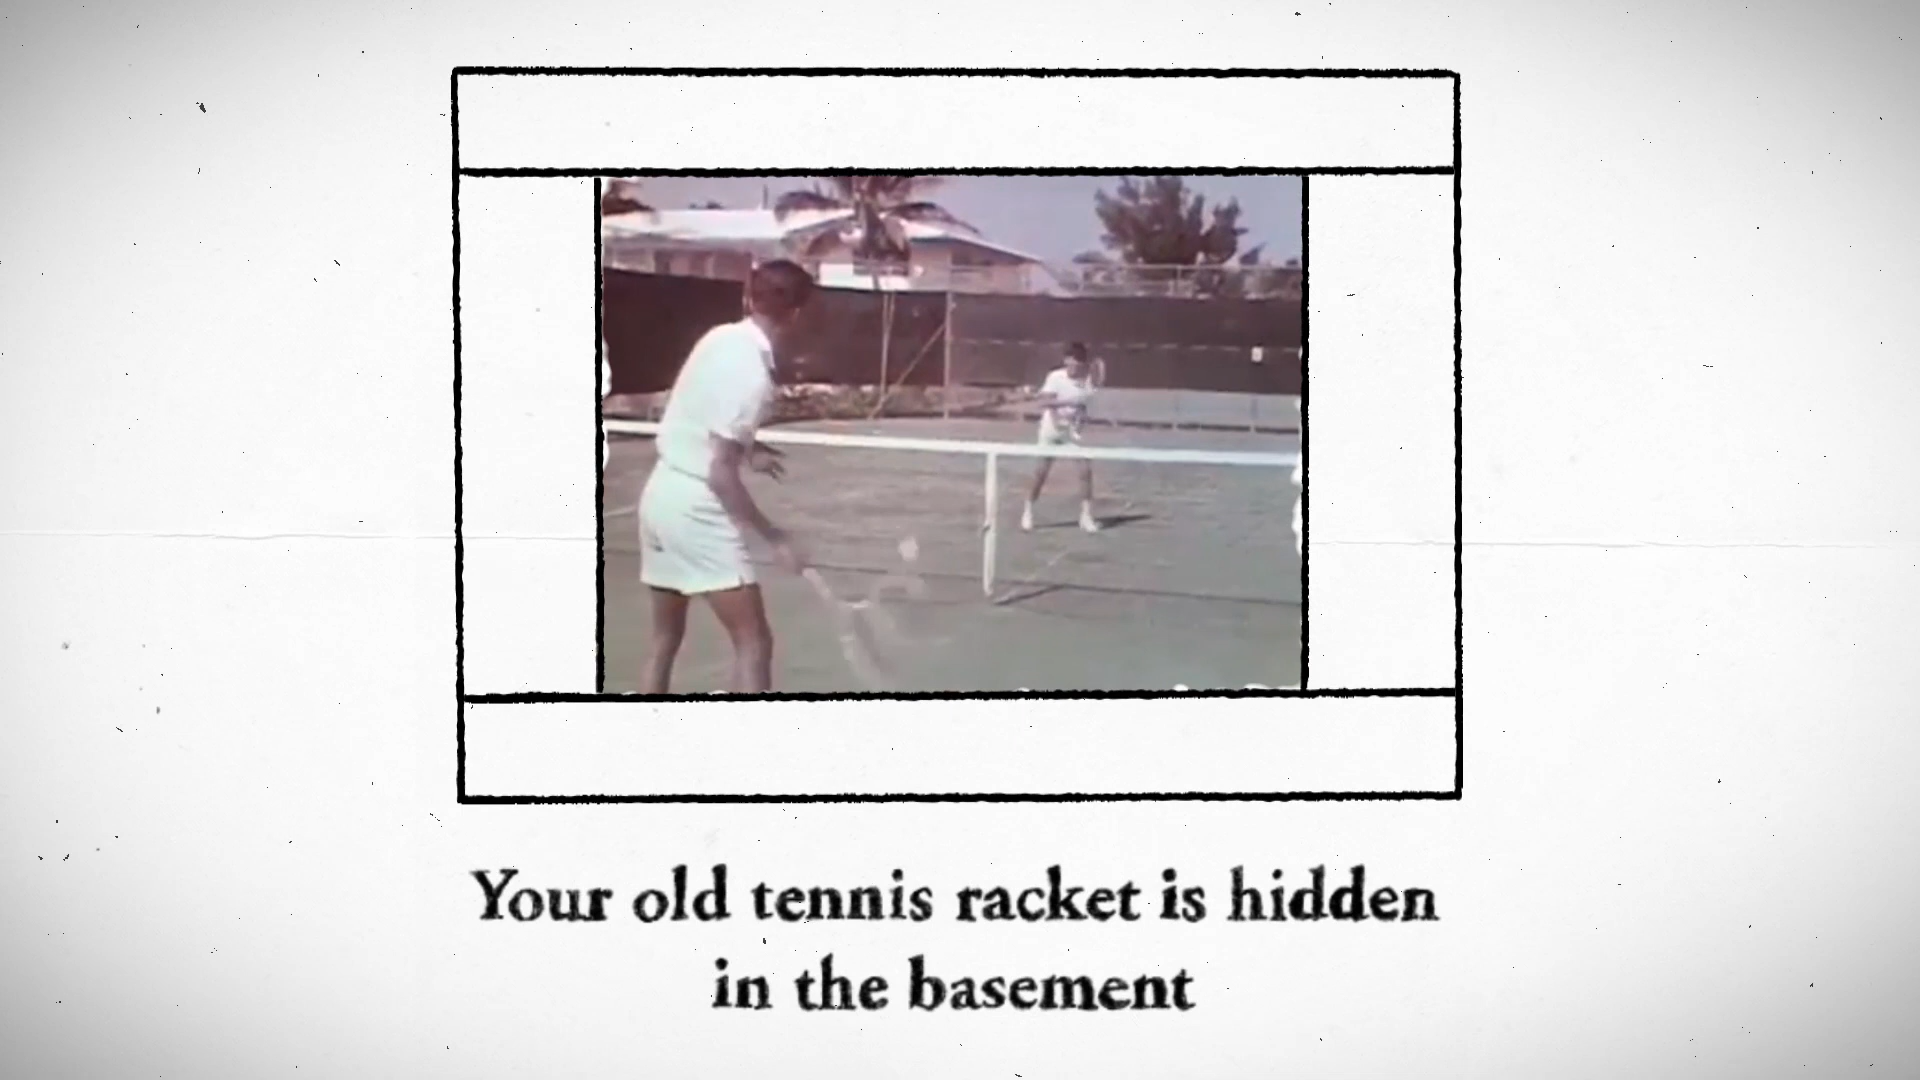 Your old tennis racket is hidden
in the basement